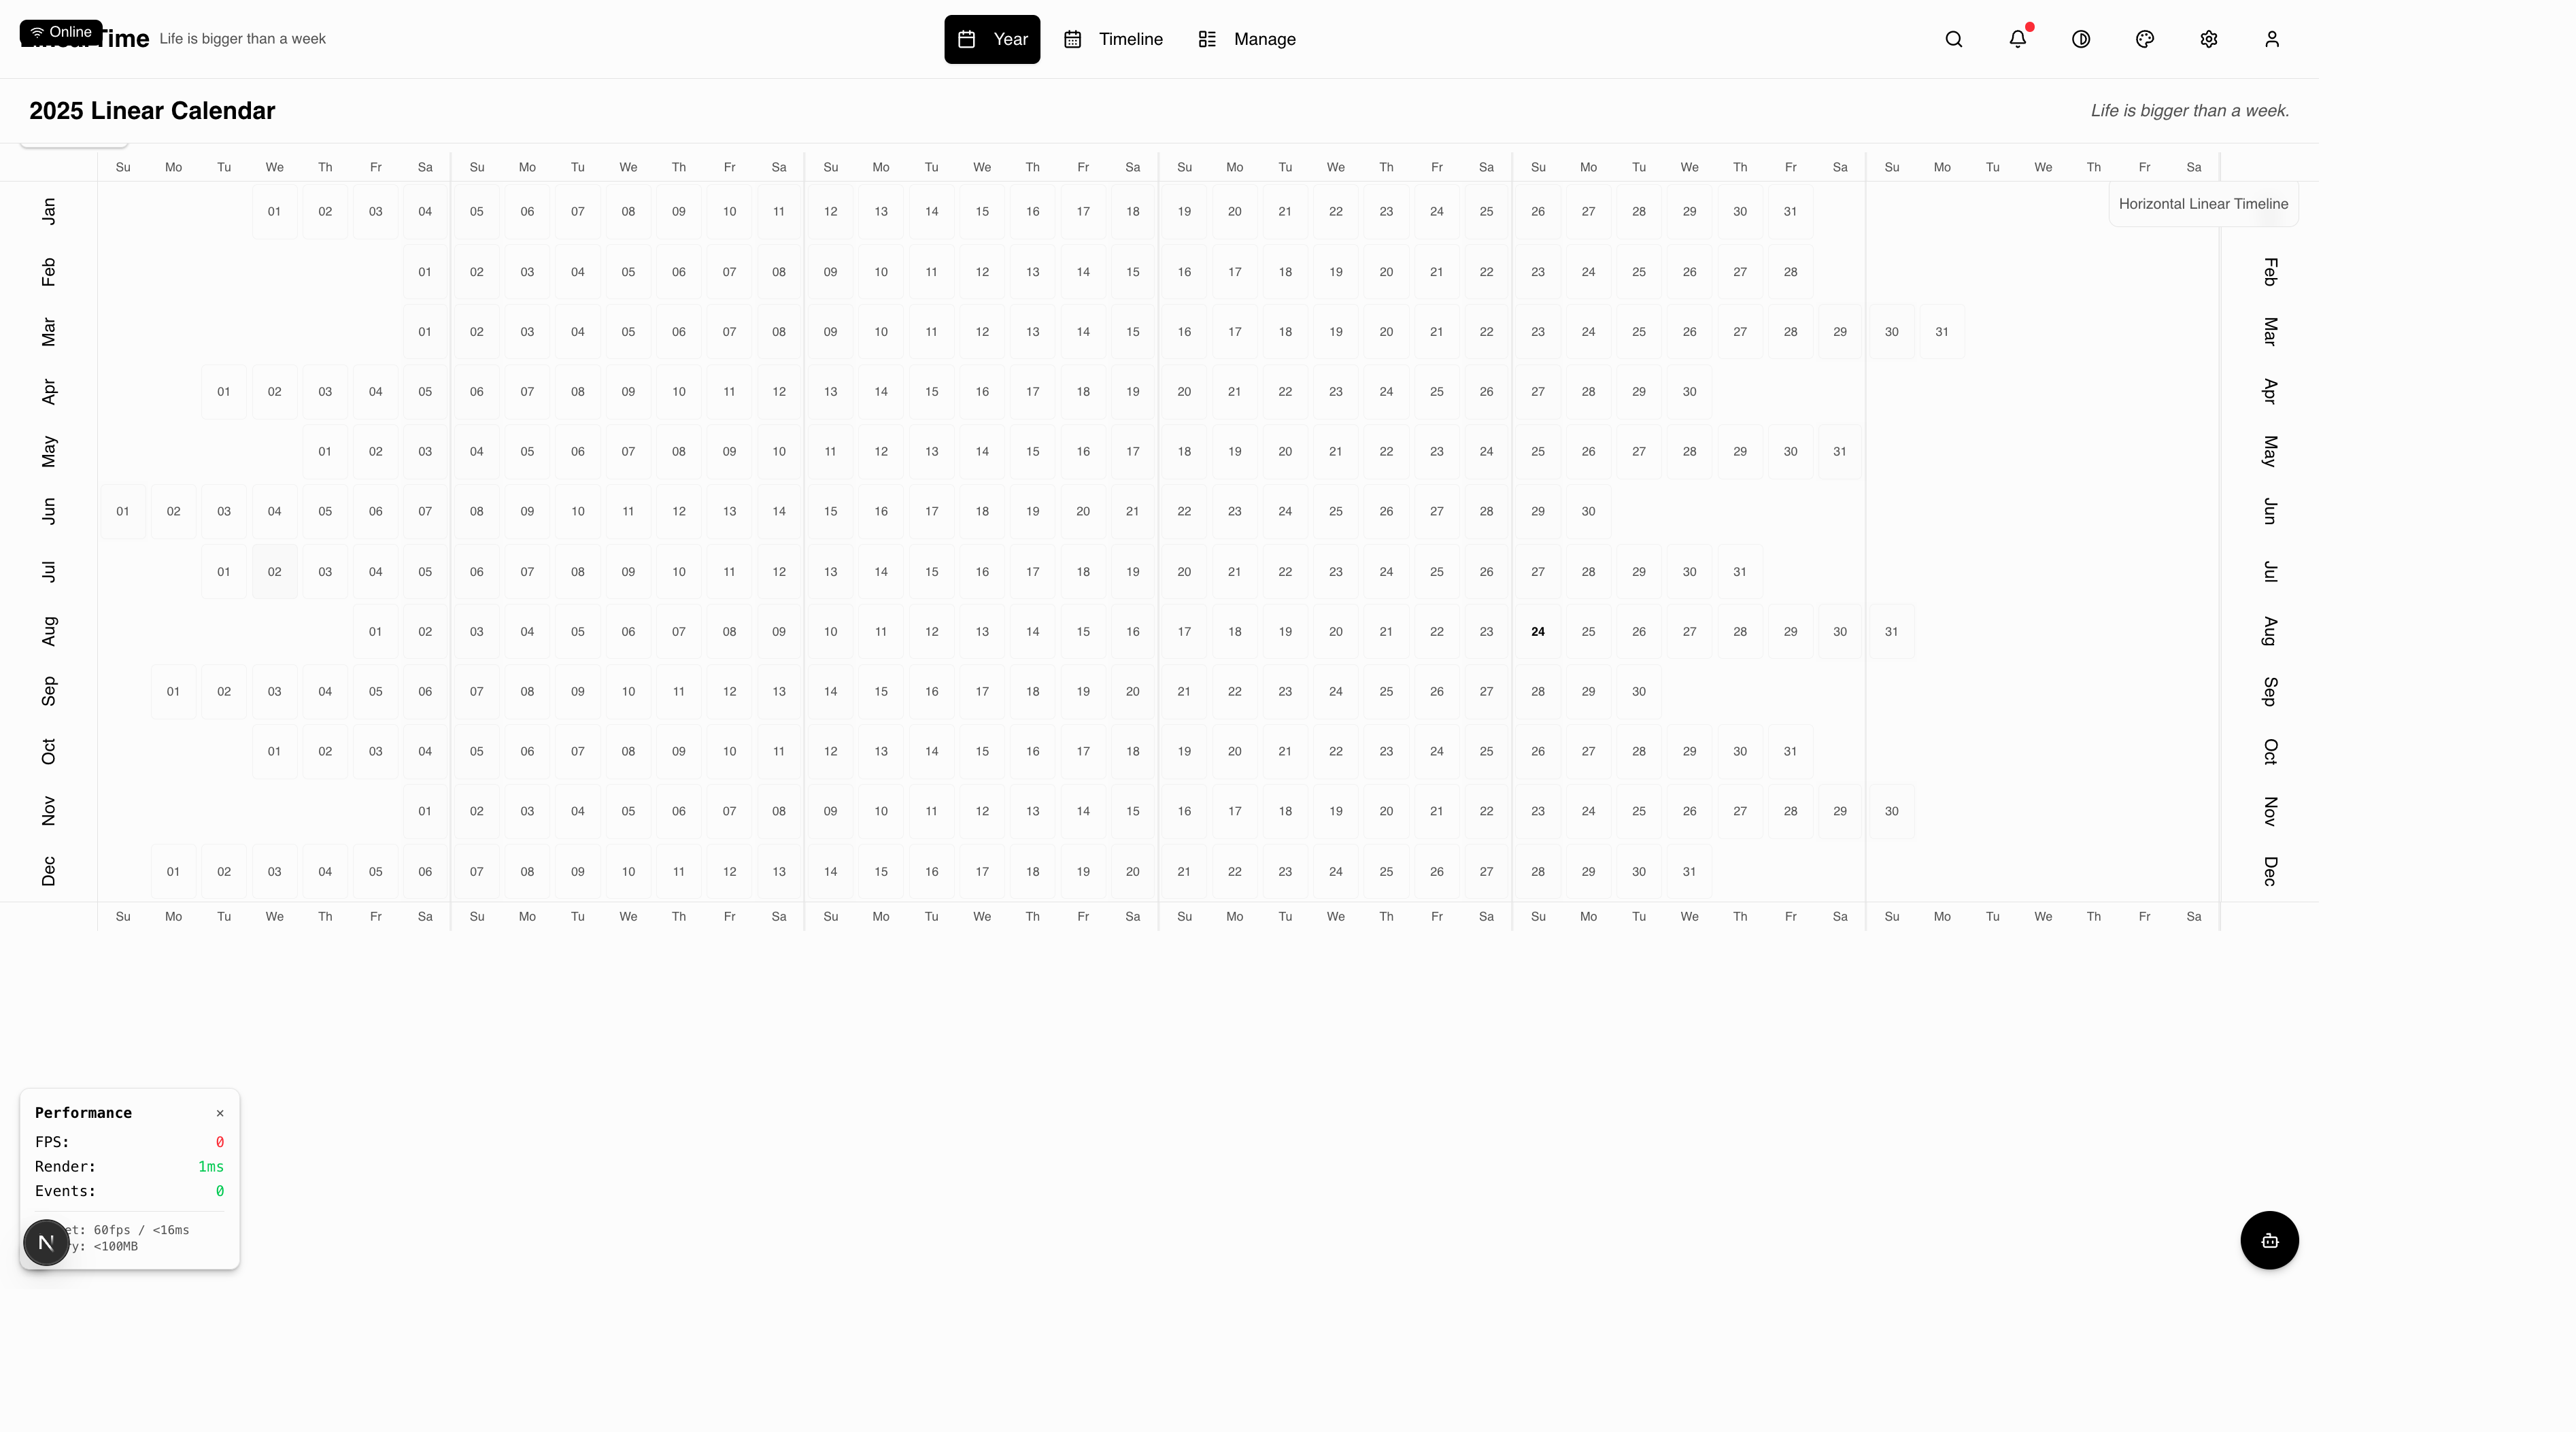 Online
Time Life is bigger than a week
Year Timeline Manage
2025 Linear Calendar
Life is bigger than a week.
Su Mo Tu We Th Fr Sa Su Mo Tu We Th Fr Sa Su Mo Tu We Th Fr Sa Su Mo Tu We Th Fr Sa Su Mo Tu We Th Fr Sa Su Mo Tu We Th Fr Sa
Jan 01 02 03 04 05 06 07 08 09 10 11 12 13 14 15 16 17 18 19 20 21 22 23 24 25 26 27 28 29 30 31 Horizontal Linear Timeline
Feb 01 02 03 04 05 06 07 08 09 10 11 12 13 14 15 16 17 18 19 20 21 22 23 24 25 26 27 28 Feb
Mar 01 02 03 04 05 06 07 08 09 10 11 12 13 14 15 16 17 18 19 20 21 22 23 24 25 26 27 28 29 30 31 Mar
Apr 01 02 03 04 05 06 07 08 09 10 11 12 13 14 15 16 17 18 19 20 21 22 23 24 25 26 27 28 29 30 Apr
May 01 02 03 04 05 06 07 08 09 10 11 12 13 14 15 16 17 18 19 20 21 22 23 24 25 26 27 28 29 30 31 May
Jun 01 02 03 04 05 06 07 08 09 10 11 12 13 14 15 16 17 18 19 20 21 22 23 24 25 26 27 28 29 30 Jun
Jul 01 02 03 04 05 06 07 08 09 10 11 12 13 14 15 16 17 18 19 20 21 22 23 24 25 26 27 28 29 30 31 Jul
Aug 01 02 03 04 05 06 07 08 09 10 11 12 13 14 15 16 17 18 19 20 21 22 23 24 25 26 27 28 29 30 31 Aug
Sep 01 02 03 04 05 06 07 08 09 10 11 12 13 14 15 16 17 18 19 20 21 22 23 24 25 26 27 28 29 30 Sep
Oct 01 02 03 04 05 06 07 08 09 10 11 12 13 14 15 16 17 18 19 20 21 22 23 24 25 26 27 28 29 30 31 Oct
Nov 01 02 03 04 05 06 07 08 09 10 11 12 13 14 15 16 17 18 19 20 21 22 23 24 25 26 27 28 29 30 Nov
Dec 01 02 03 04 05 06 07 08 09 10 11 12 13 14 15 16 17 18 19 20 21 22 23 24 25 26 27 28 29 30 31 Dec
Su Mo Tu We Th Fr Sa Su Mo Tu We Th Fr Sa Su Mo Tu We Th Fr Sa Su Mo Tu We Th Fr Sa Su Mo Tu We Th Fr Sa Su Mo Tu We Th Fr Sa
Performance ×
FPS: 0
Render: 1ms
Events: 0
60fps / <16ms
N
<100MB